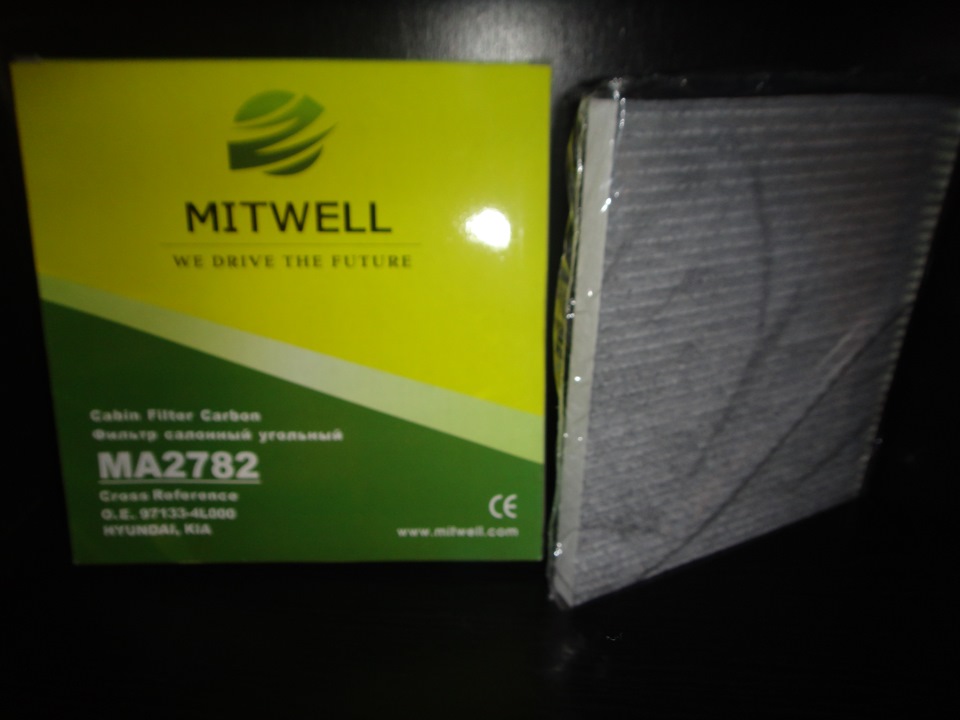 MITWELL
WE DRIVE THE FUTURE
Cabin Filter Carbon
Фильтр салонный угольный
MA2782
Cross Reference
O.E. 97133-4L000
HYUNDAI, KIA
CE
www.mitwell.com